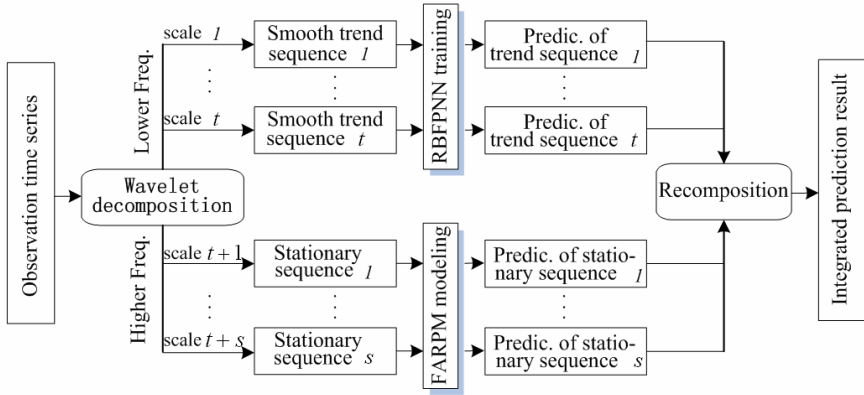 Observation time series
Wavelet
decomposition
Lower Freq.
Higher Freq.
scale 1
Smooth trend
sequence 1
scale t
Smooth trend
sequence t
RBFPNN training
Predic. of
trend sequence 1
Predic. of
trend sequence t
scale t+1
Stationary
sequence 1
scale t+s
Stationary
sequence s
FARPM modeling
Predic. of statio-
nary sequence 1
Predic. of statio-
nary sequence s
Recomposition
Integrated prediction result